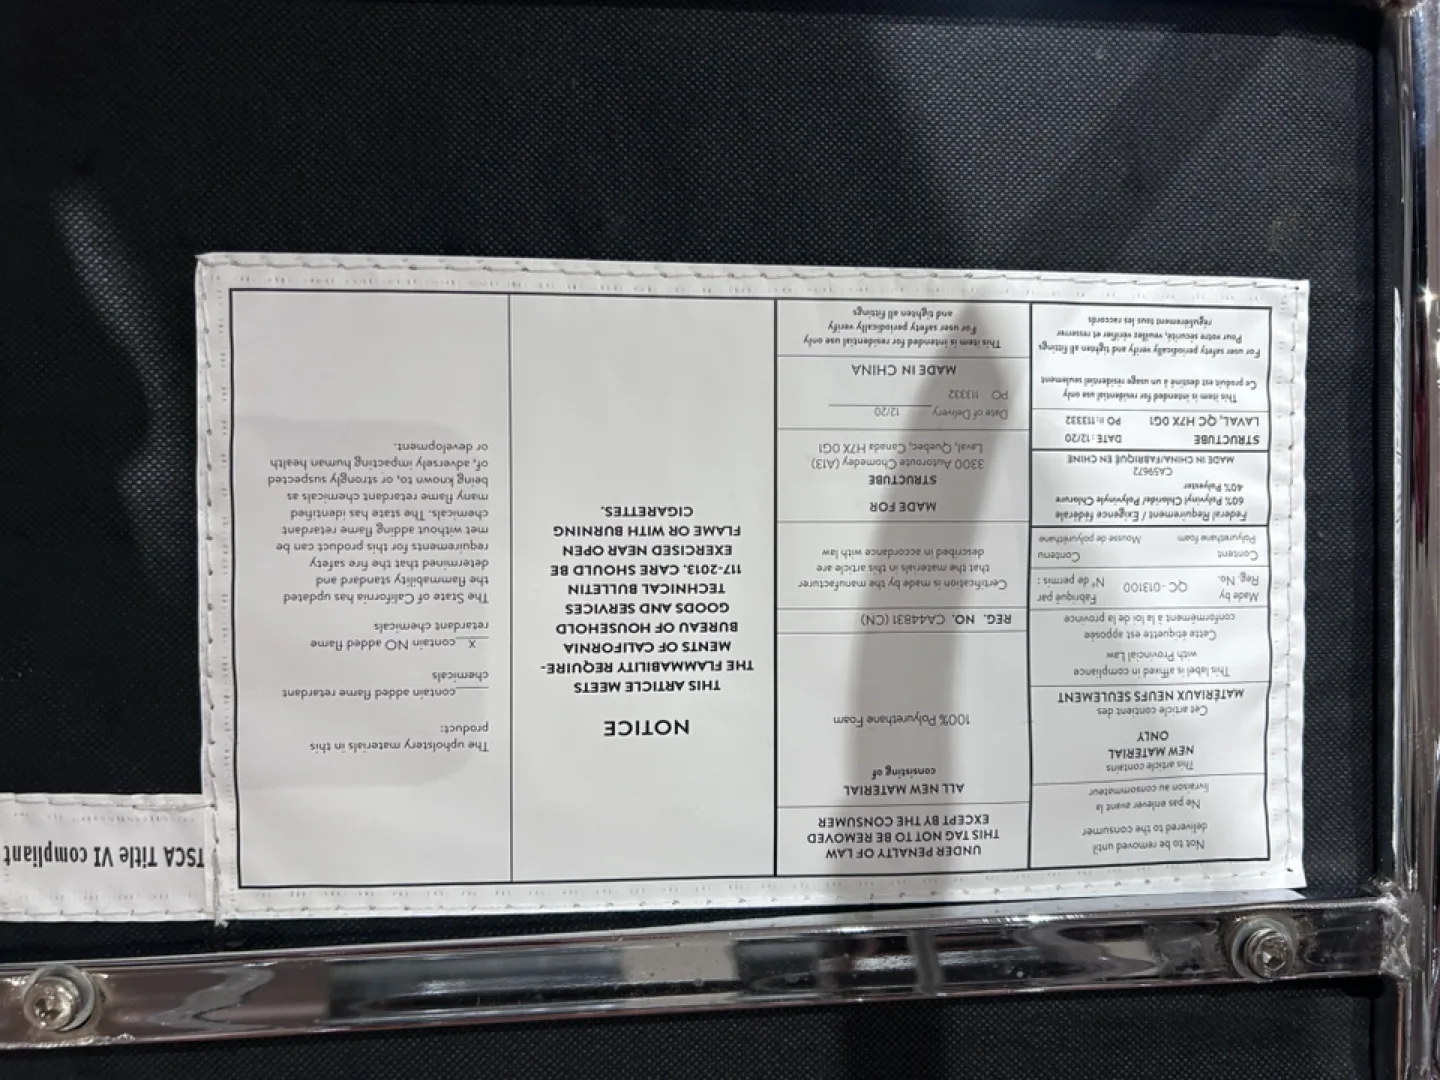 Not to be removed until
delivered to the consumer
Ne pas enlever avant la
livraison au consommateur
This article contains
NEW MATERIAL
ONLY
Cet article contient des
MATÉRIAUX NEUFS SEULEMENT
This label is affixed in compliance
with Provincial Law
Cette étiquette est apposée
conformément à la loi de la province
Made by
Reg. No. QC-013100 Fabriqué par
N° de permis :
Content Contenu
Polyurethane foam Mousse de polyuréthane
Federal Requirement / Exigence fédérale
60% Polyvinyl Chloride/ Polyvinyle Chlorure
40% Polyester
CA59672
MADE IN CHINA/FABRIQUÉ EN CHINE
STRUCTUBE DATE : 12/20
LAVAL, QC H7X 0G1 PO #: 113332
This item is intended for residential use only
Ce produit est destiné à un usage résidentiel seulement
For user safety periodically verify and tighten all fittings
Pour votre sécurité, veuillez vérifier et resserrer
régulièrement tous les raccords
UNDER PENALTY OF LAW
THIS TAG NOT TO BE REMOVED
EXCEPT BY THE CONSUMER
ALL NEW MATERIAL
consisting of
100% Polyurethane Foam
REG. NO. CA44831 (CN)
Certification is made by the manufacturer
that the materials in this article are
described in accordance with law
MADE FOR
STRUCTUBE
3300 Autoroute Chomedey (A13)
Laval, Quebec, Canada H7X 0G1
Date of Delivery 12/20
PO 113332
MADE IN CHINA
This item is intended for residential use only
For user safety periodically verify
and tighten all fittings
NOTICE
THIS ARTICLE MEETS
THE FLAMMABILITY REQUIRE-
MENTS OF CALIFORNIA
BUREAU OF HOUSEHOLD
GOODS AND SERVICES
TECHNICAL BULLETIN
117-2013. CARE SHOULD BE
EXERCISED NEAR OPEN
FLAME OR WITH BURNING
CIGARETTES.
The upholstery materials in this
product:
_____contain added flame retardant
chemicals
__X__contain NO added flame
retardant chemicals
The State of California has updated
the flammability standard and
determined that the fire safety
requirements for this product can be
met without adding flame retardant
chemicals. The state has identified
many flame retardant chemicals as
being known to, or strongly suspected
of, adversely impacting human health
or development.
TSCA Title VI compliant